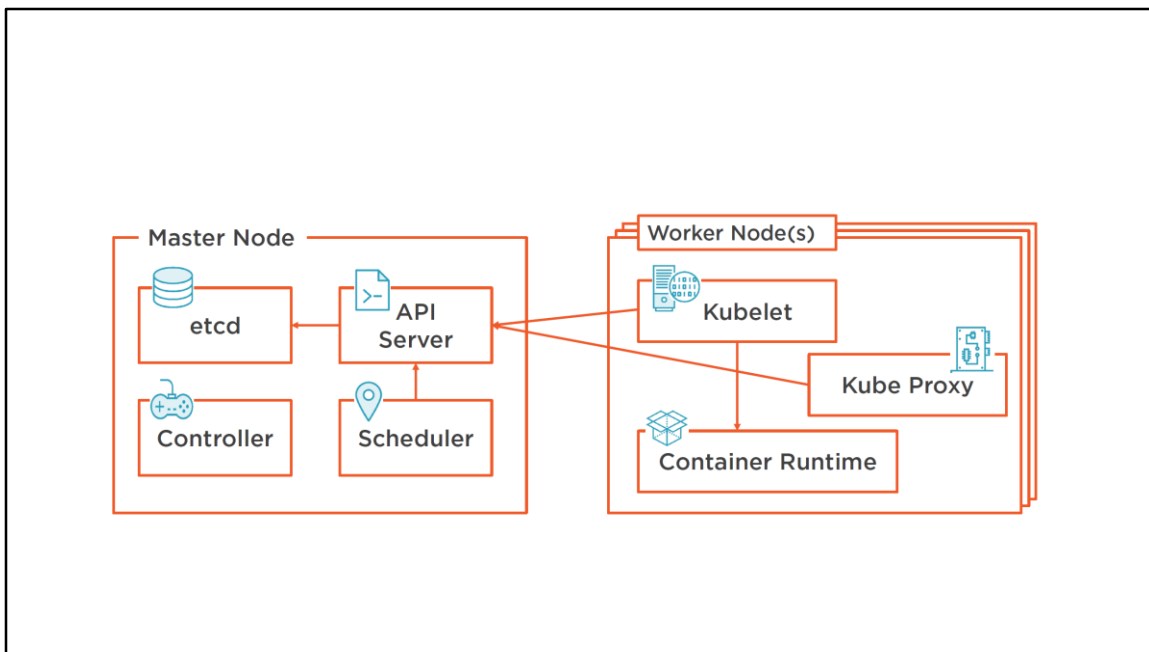 Master Node
etcd
API
Server
Controller
Scheduler
Worker Node(s)
Kubelet
Kube Proxy
Container Runtime